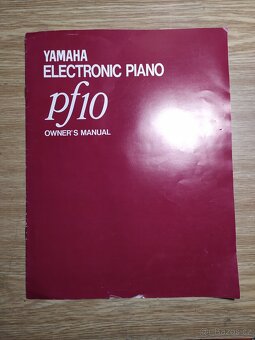 YAMAHA
ELECTRONIC PIANO
pf10
OWNER'S MANUAL